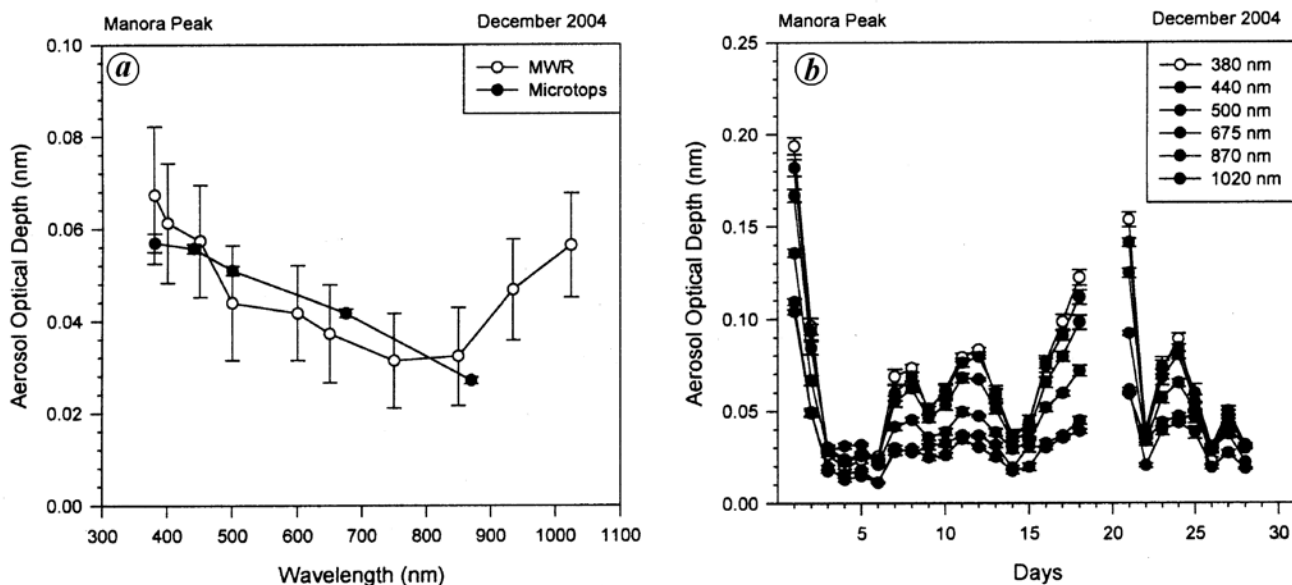 Manora Peak December 2004
a
MWR
Microtops
Aerosol Optical Depth (nm)
0.10
0.08
0.06
0.04
0.02
0.00
300 400 500 600 700 800 900 1000 1100
Wavelength (nm)
Manora Peak December 2004
b
380 nm
440 nm
500 nm
675 nm
870 nm
1020 nm
Aerosol Optical Depth (nm)
0.25
0.20
0.15
0.10
0.05
0.00
0 5 10 15 20 25 30
Days